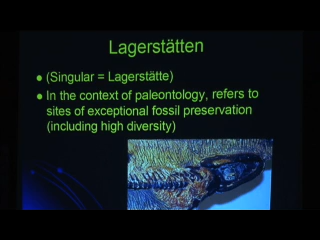 Lagerstätten
● (Singular = Lagerstätte)
● In the context of paleontology, refers to
sites of exceptional fossil preservation
(including high diversity)